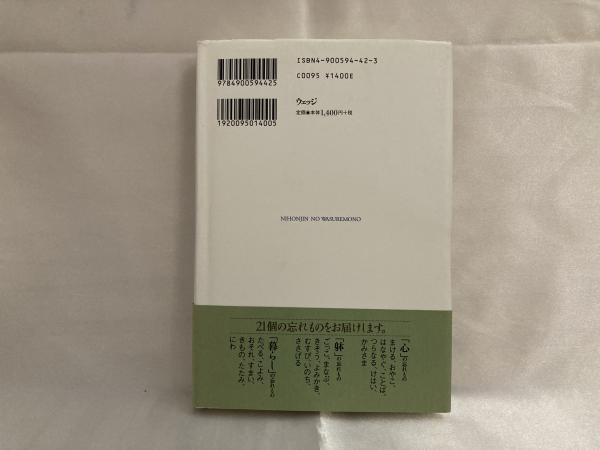 ISBN4-900594-42-3
C0095 ¥1400E
9784900594425
1920095014005
ウェッジ
定価●本体1,400円+税
NIHONJIN NO WASUREMONO
21個の忘れものをお届けします。
「心」の忘れもの
まける、おやこ、
はなやぐ、ことば、
つらなる、けはい、
かみさま
「躰」の忘れもの
ごっこ、まなぶ、
きそう、よみかき、
むすび、いのち、
ささげる
「暮らし」の忘れもの
たべる、こよみ、
おそれ、すまい、
きもの、たたみ、
にわ